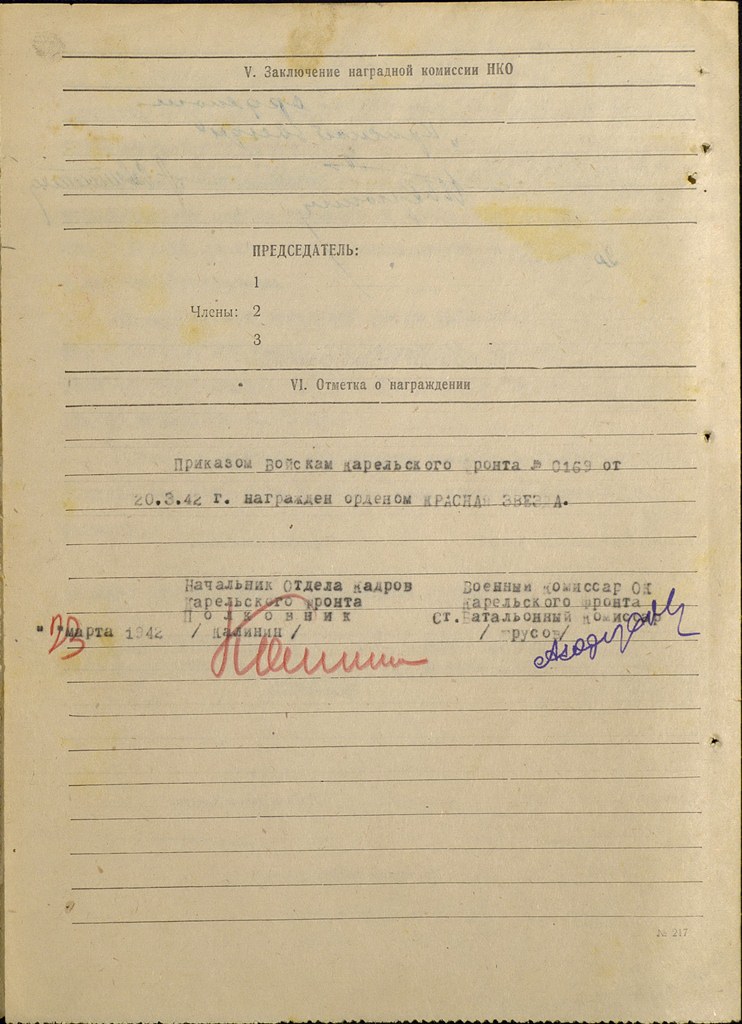 V. Заключение наградной комиссии НКО
ПРЕДСЕДАТЕЛЬ:
1
Члены: 2
3
VI. Отметка о награждении
Приказом Войскам Карельского фронта № 0169 от
20.3.42 г. награжден орденом КРАСНАЯ ЗВЕЗДА.
Начальник Отдела Кадров Военный Комиссар ОК
Карельского фронта Карельского фронта
Полковник Ст.Батальонный Комиссар
"23" марта 1942 / Калинин /
№ 217